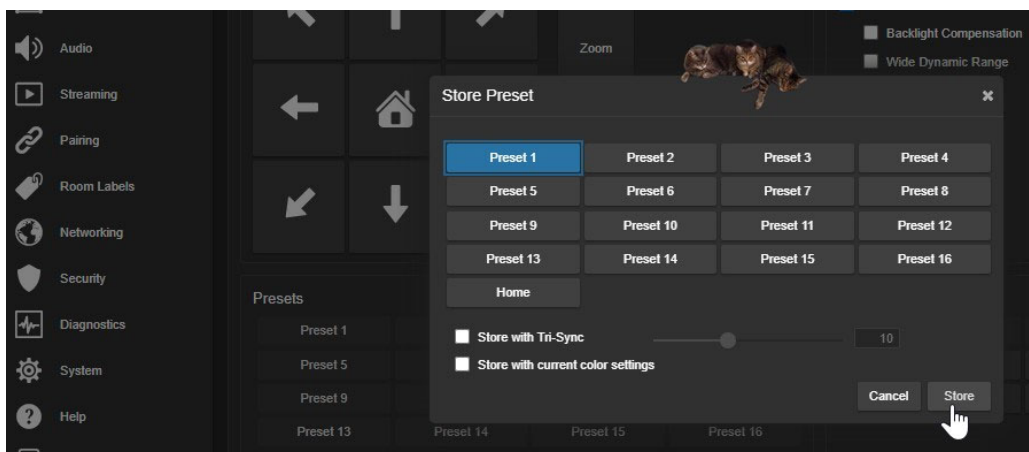 Audio
Streaming
Pairing
Room Labels
Networking
Security
Diagnostics
System
Help
Zoom
Backlight Compensation
Wide Dynamic Range
Store Preset
Preset 1 Preset 2 Preset 3 Preset 4
Preset 5 Preset 6 Preset 7 Preset 8
Preset 9 Preset 10 Preset 11 Preset 12
Preset 13 Preset 14 Preset 15 Preset 16
Home
Store with Tri-Sync 10
Store with current color settings
Cancel Store
Presets
Preset 1
Preset 5
Preset 9
Preset 13 Preset 14 Preset 15 Preset 16